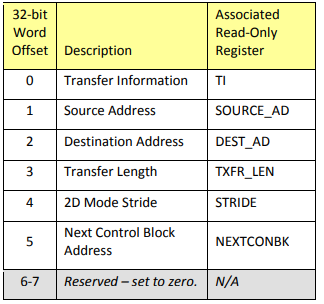 32-bit Word Offset Description Associated Read-Only Register
0 Transfer Information TI
1 Source Address SOURCE_AD
2 Destination Address DEST_AD
3 Transfer Length TXFR_LEN
4 2D Mode Stride STRIDE
5 Next Control Block Address NEXTCONBK
6-7 Reserved – set to zero. N/A